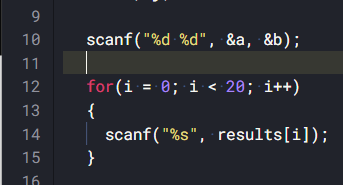 9
10 scanf("%d %d", &a, &b);
11
12 for(i = 0; i < 20; i++)
13 {
14 scanf("%s", results[i]);
15 }
16